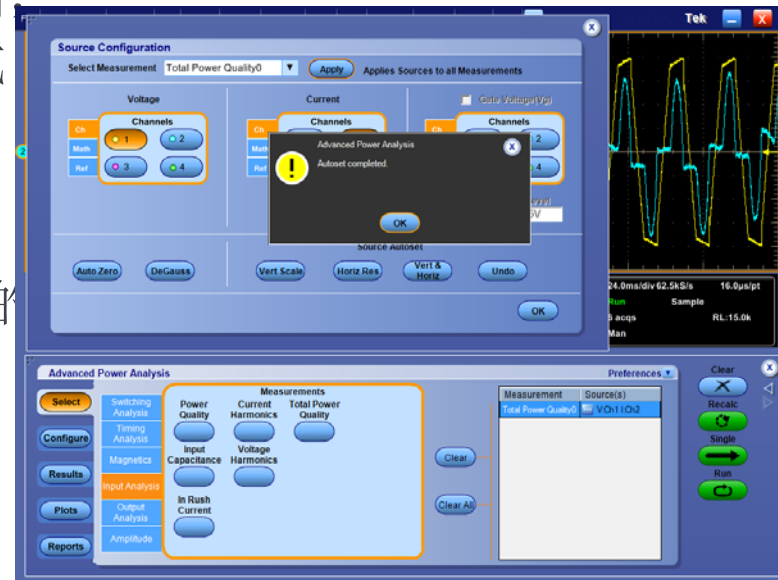 Tek
Source Configuration
Select Measurement Total Power Quality0 Apply Applies Sources to all Measurements
Voltage
Current
Gate Voltage(Vg)
Channels
Channels
Channels
Ch
Math
Ref
1
2
3
4
Ch
Math
Ref
Ch
2
4
Advanced Power Analysis
Autoset completed.
OK
5V
Source Autoset
Auto Zero
DeGauss
Vert Scale
Horiz Res
Vert &
Horiz
Undo
OK
2
24.0ms/div 62.5kS/s 16.0µs/pt
Run Sample
6 acqs RL:15.0k
Man
Advanced Power Analysis
Preferences
Select
Configure
Results
Plots
Reports
Switching
Analysis
Timing
Analysis
Magnetics
Input Analysis
Output
Analysis
Amplitude
Measurements
Power
Quality
Current
Harmonics
Total Power
Quality
Input
Capacitance
Voltage
Harmonics
In Rush
Current
Clear
Clear All
Measurement Source(s)
Total Power Quality0 V:Ch1 I:Ch2
Clear
Recalc
Single
Run